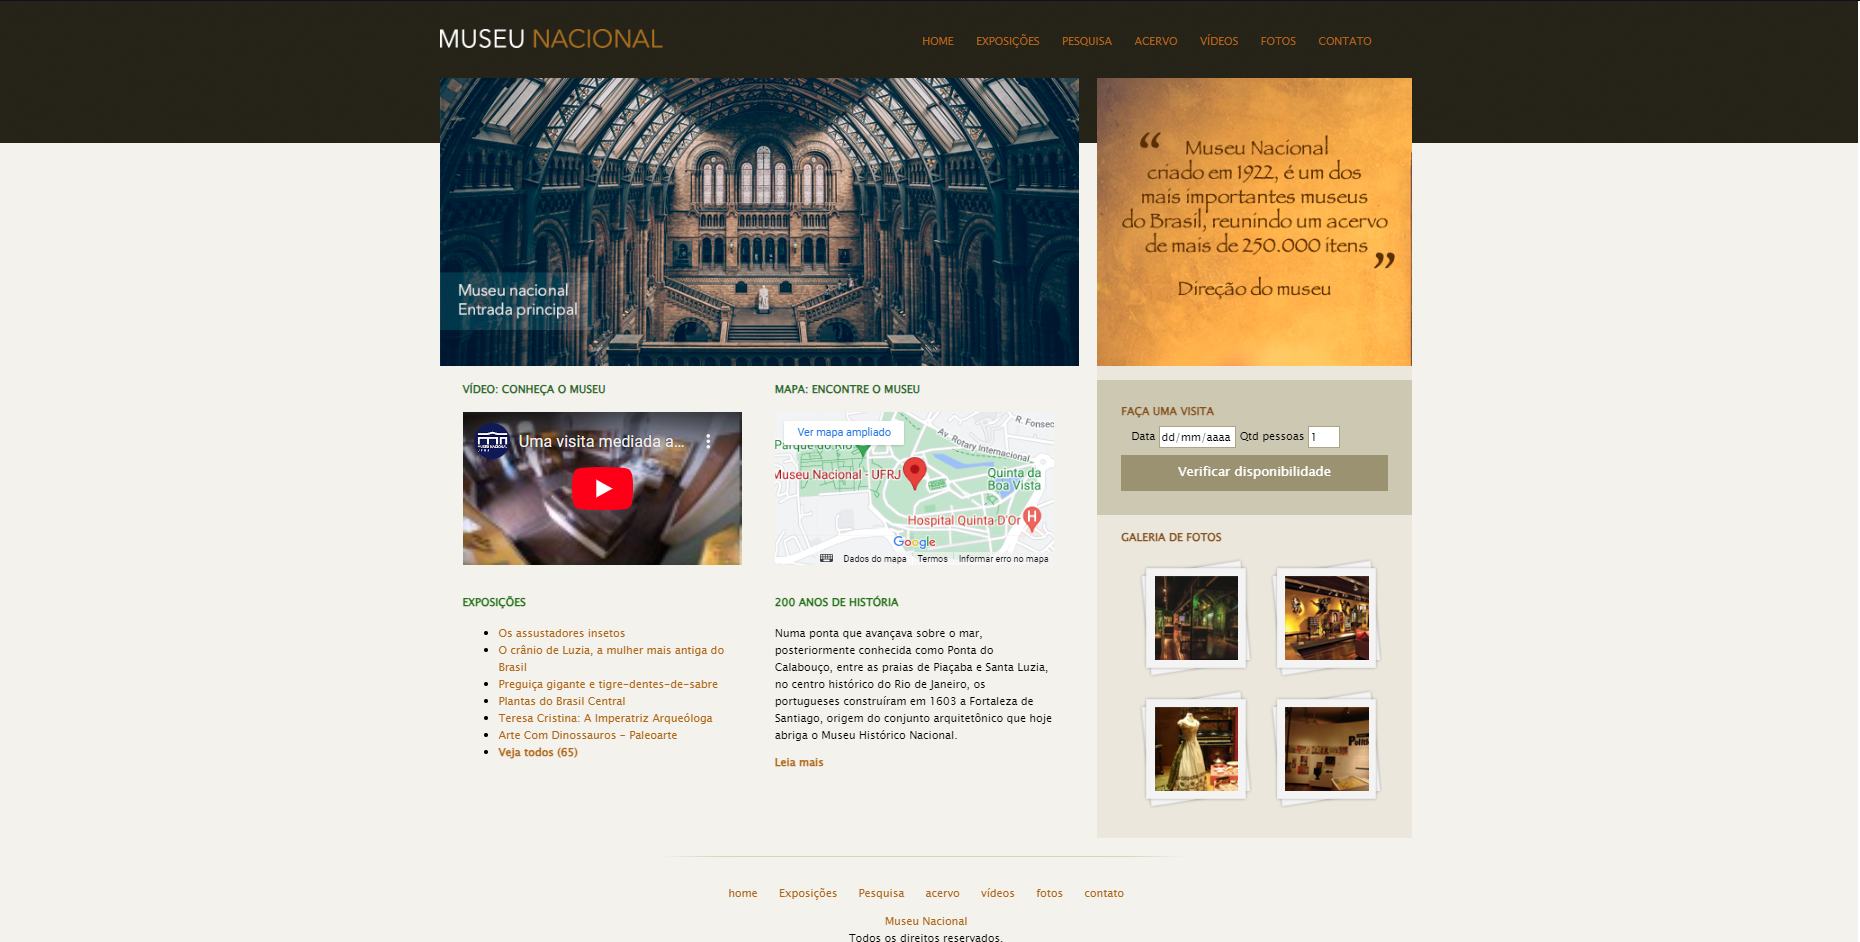 MUSEU NACIONAL
HOME EXPOSIÇÕES PESQUISA ACERVO VÍDEOS FOTOS CONTATO
Museu nacional
Entrada principal
“ Museu Nacional
criado em 1922, é um dos
mais importantes museus
do Brasil, reunindo um acervo
de mais de 250.000 itens ”
Direção do museu
VÍDEO: CONHEÇA O MUSEU
MUSEU NACIONAL
UFRJ
Uma visita mediada a...
MAPA: ENCONTRE O MUSEU
Ver mapa ampliado
R. Fonsec
Av. Rotary Internacional
Parque do Rio
Museu Nacional - UFRJ
Quinta da
Boa Vista
Hospital Quinta D'Or
H
Google
Dados do mapa Termos Informar erro no mapa
FAÇA UMA VISITA
Data dd/mm/aaaa Qtd pessoas 1
Verificar disponibilidade
GALERIA DE FOTOS
EXPOSIÇÕES
Os assustadores insetos
O crânio de Luzia, a mulher mais antiga do
Brasil
Preguiça gigante e tigre-dentes-de-sabre
Plantas do Brasil Central
Teresa Cristina: A Imperatriz Arqueóloga
Arte Com Dinossauros - Paleoarte
Veja todos (65)
200 ANOS DE HISTÓRIA
Numa ponta que avançava sobre o mar,
posteriormente conhecida como Ponta do
Calabouço, entre as praias de Piaçaba e Santa Luzia,
no centro histórico do Rio de Janeiro, os
portugueses construíram em 1603 a Fortaleza de
Santiago, origem do conjunto arquitetônico que hoje
abriga o Museu Histórico Nacional.
Leia mais
home Exposições Pesquisa acervo vídeos fotos contato
Museu Nacional
Todos os direitos reservados.